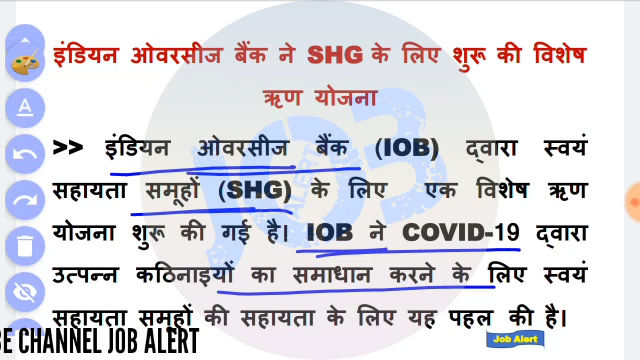 इंडियन ओवरसीज बैंक ने SHG के लिए शुरू की विशेष
ऋण योजना
>> इंडियन ओवरसीज बैंक (IOB) द्वारा स्वयं
सहायता समूहों (SHG) के लिए एक विशेष ऋण
योजना शुरू की गई है। IOB ने COVID-19 द्वारा
उत्पन्न कठिनाइयों का समाधान करने के लिए स्वयं
सहायता समूहों की सहायता के लिए यह पहल की है।
BE CHANNEL JOB ALERT
Job Alert